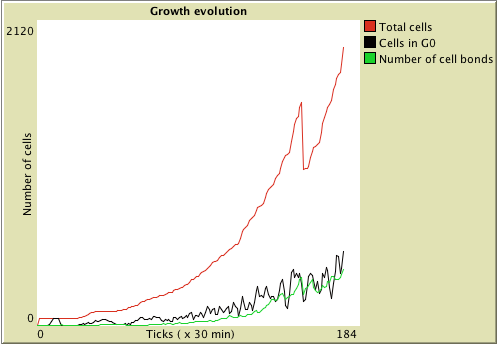 Growth evolution
2120
Number of cells
0
0
Ticks ( x 30 min)
184
Total cells
Cells in G0
Number of cell bonds